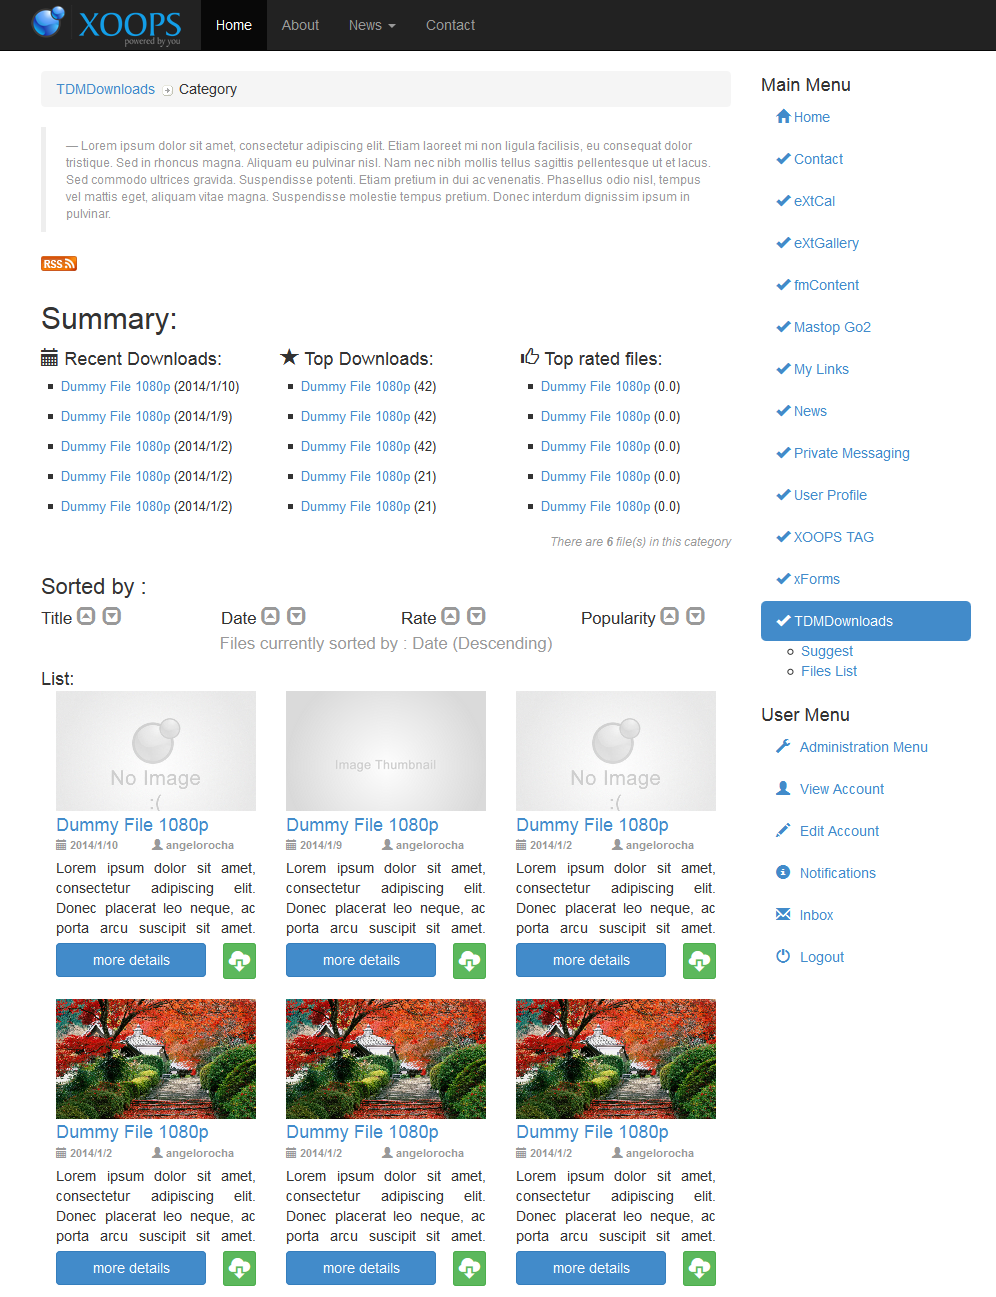 XOOPS
powered by you
Home
About
News
Contact
TDMDownloads Category
— Lorem ipsum dolor sit amet, consectetur adipiscing elit. Etiam laoreet mi non ligula facilisis, eu consequat dolor
tristique. Sed in rhoncus magna. Aliquam eu pulvinar nisl. Nam nec nibh mollis tellus sagittis pellentesque ut et lacus.
Sed commodo ultrices gravida. Suspendisse potenti. Etiam pretium in dui ac venenatis. Phasellus odio nisl, tempus
vel mattis eget, aliquam vitae magna. Suspendisse molestie tempus pretium. Donec interdum dignissim ipsum in
pulvinar.
RSS
Summary:
Recent Downloads:
Dummy File 1080p (2014/1/10)
Dummy File 1080p (2014/1/9)
Dummy File 1080p (2014/1/2)
Dummy File 1080p (2014/1/2)
Dummy File 1080p (2014/1/2)
Top Downloads:
Dummy File 1080p (42)
Dummy File 1080p (42)
Dummy File 1080p (42)
Dummy File 1080p (21)
Dummy File 1080p (21)
Top rated files:
Dummy File 1080p (0.0)
Dummy File 1080p (0.0)
Dummy File 1080p (0.0)
Dummy File 1080p (0.0)
Dummy File 1080p (0.0)
There are 6 file(s) in this category
Sorted by :
Title
Date
Rate
Popularity
Files currently sorted by : Date (Descending)
List:
No Image
:(
Dummy File 1080p
2014/1/10 angelorocha
Lorem ipsum dolor sit amet,
consectetur adipiscing elit.
Donec placerat leo neque, ac
porta arcu suscipit sit amet.
more details
Image Thumbnail
Dummy File 1080p
2014/1/9 angelorocha
Lorem ipsum dolor sit amet,
consectetur adipiscing elit.
Donec placerat leo neque, ac
porta arcu suscipit sit amet.
more details
No Image
:(
Dummy File 1080p
2014/1/2 angelorocha
Lorem ipsum dolor sit amet,
consectetur adipiscing elit.
Donec placerat leo neque, ac
porta arcu suscipit sit amet.
more details
Dummy File 1080p
2014/1/2 angelorocha
Lorem ipsum dolor sit amet,
consectetur adipiscing elit.
Donec placerat leo neque, ac
porta arcu suscipit sit amet.
more details
Dummy File 1080p
2014/1/2 angelorocha
Lorem ipsum dolor sit amet,
consectetur adipiscing elit.
Donec placerat leo neque, ac
porta arcu suscipit sit amet.
more details
Dummy File 1080p
2014/1/2 angelorocha
Lorem ipsum dolor sit amet,
consectetur adipiscing elit.
Donec placerat leo neque, ac
porta arcu suscipit sit amet.
more details
Main Menu
Home
Contact
eXtCal
eXtGallery
fmContent
Mastop Go2
My Links
News
Private Messaging
User Profile
XOOPS TAG
xForms
TDMDownloads
Suggest
Files List
User Menu
Administration Menu
View Account
Edit Account
Notifications
Inbox
Logout